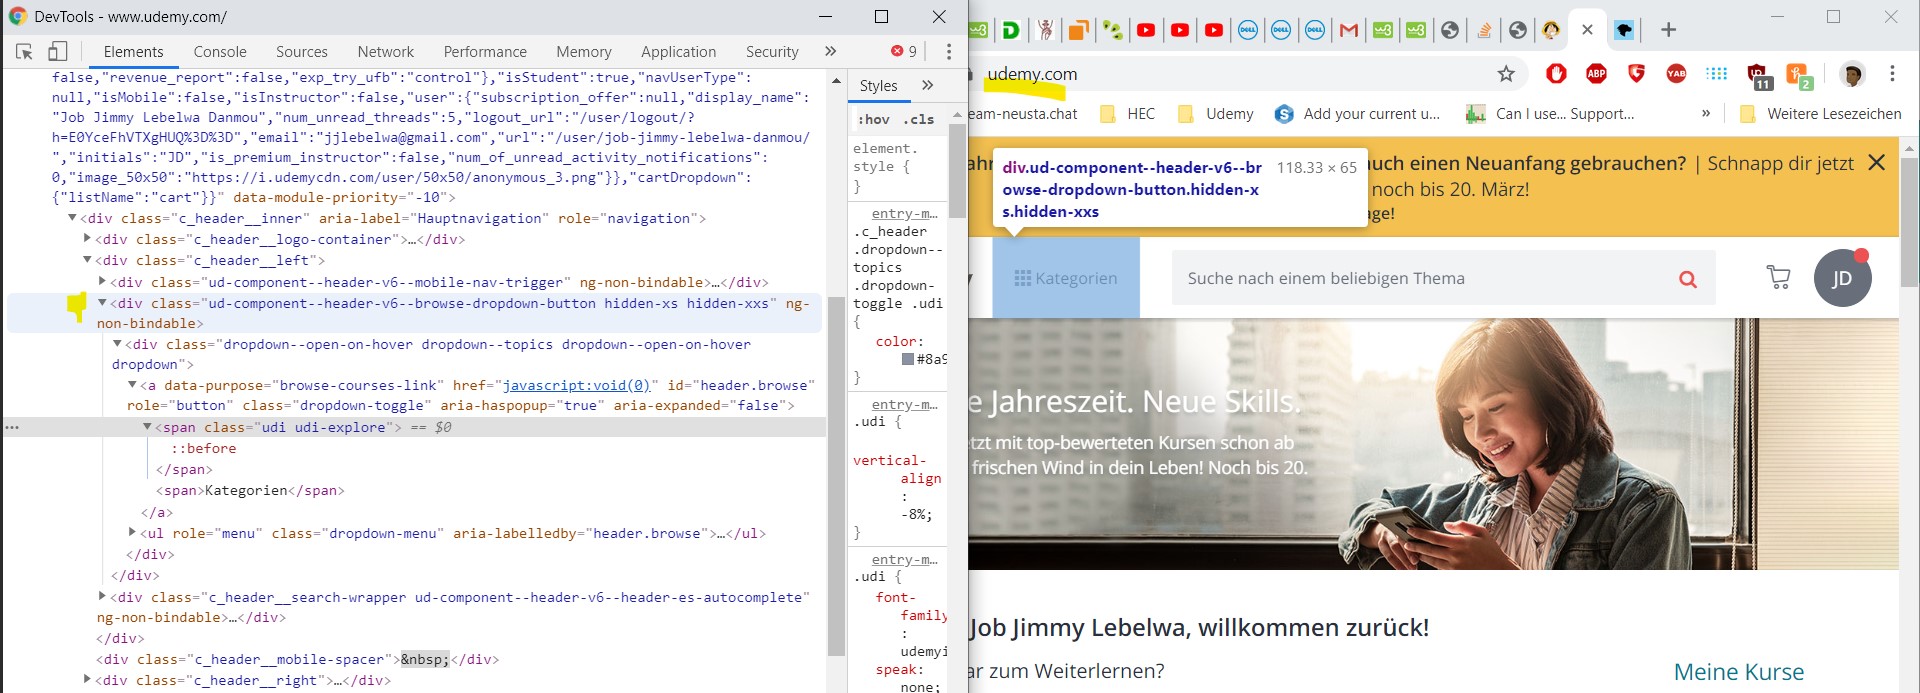 DevTools - www.udemy.com/
Elements Console Sources Network Performance Memory Application Security » 9
false,"revenue_report":false,"exp_try_ufb":"control"},"isStudent":true,"navUserType":
null,"isMobile":false,"isInstructor":false,"user":{"subscription_offer":null,"display_name":
"Job Jimmy Lebelwa Danmou","num_unread_threads":5,"logout_url":"/user/logout/?
h=E0YceFhVTXgHUQ%3D%3D","email":"jjlebelwa@gmail.com","url":"/user/job-jimmy-lebelwa-danmou/
","initials":"JD","is_premium_instructor":false,"num_of_unread_activity_notifications":
0,"image_50x50":"https://i.udemycdn.com/user/50x50/anonymous_3.png"}},"cartDropdown":
{"listName":"cart"}}" data-module-priority="-10">
<div class="c_header__inner" aria-label="Hauptnavigation" role="navigation">
<div class="c_header__logo-container">…</div>
<div class="c_header__left">
<div class="ud-component--header-v6--mobile-nav-trigger" ng-non-bindable>…</div>
<div class="ud-component--header-v6--browse-dropdown-button hidden-xs hidden-xxs" ng-
non-bindable>
<div class="dropdown--open-on-hover dropdown--topics dropdown--open-on-hover
dropdown">
<a data-purpose="browse-courses-link" href="javascript:void(0)" id="header.browse"
role="button" class="dropdown-toggle" aria-haspopup="true" aria-expanded="false">
<span class="udi udi-explore"> == $0
::before
</span>
<span>Kategorien</span>
</a>
<ul role="menu" class="dropdown-menu" aria-labelledby="header.browse">…</ul>
</div>
</div>
<div class="c_header__search-wrapper ud-component--header-v6--header-es-autocomplete"
ng-non-bindable>…</div>
</div>
<div class="c_header__mobile-spacer">&nbsp;</div>
<div class="c_header__right">…</div>
Styles »
:hov .cls
element.
style {
}
entry-m…
.c_header
.dropdown--
topics
.dropdown-
toggle .udi
{
color:
#8a9
}
entry-m…
.udi {
vertical-
align
:
-8%;
}
entry-m…
.udi {
font-
family
:
udemyi
speak:
none;
udemy.com
ABP YAB 11 2
eam-neusta.chat HEC Udemy Add your current u... Can I use... Support... » Weitere Lesezeichen
auch einen Neuanfang gebrauchen? | Schnapp dir jetzt
noch bis 20. März!
age!
div.ud-component--header-v6--br 118.33 × 65
owse-dropdown-button.hidden-x
s.hidden-xxs
Kategorien Suche nach einem beliebigen Thema JD
e Jahreszeit. Neue Skills.
etzt mit top-bewerteten Kursen schon ab
frischen Wind in dein Leben! Noch bis 20.
Job Jimmy Lebelwa, willkommen zurück!
ar zum Weiterlernen? Meine Kurse